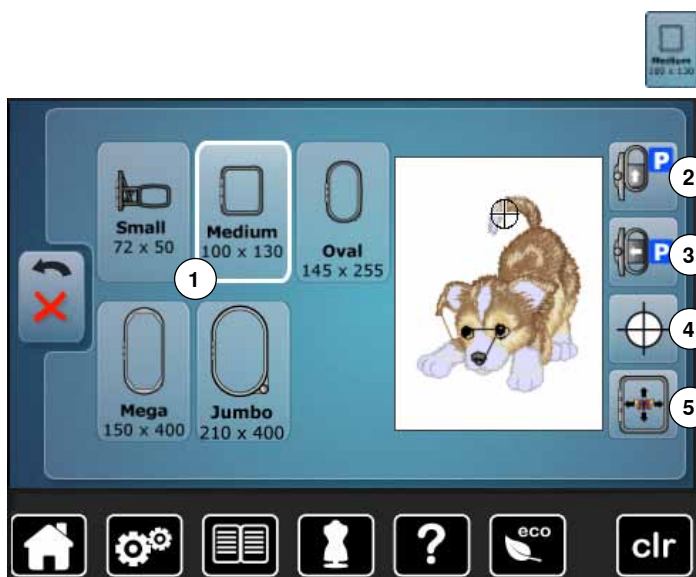 Medium
100 x 130
Small
72 x 50
Medium
100 x 130
Oval
145 x 255
Mega
150 x 400
Jumbo
210 x 400
1
P
2
P
3
4
5
?
eco
clr